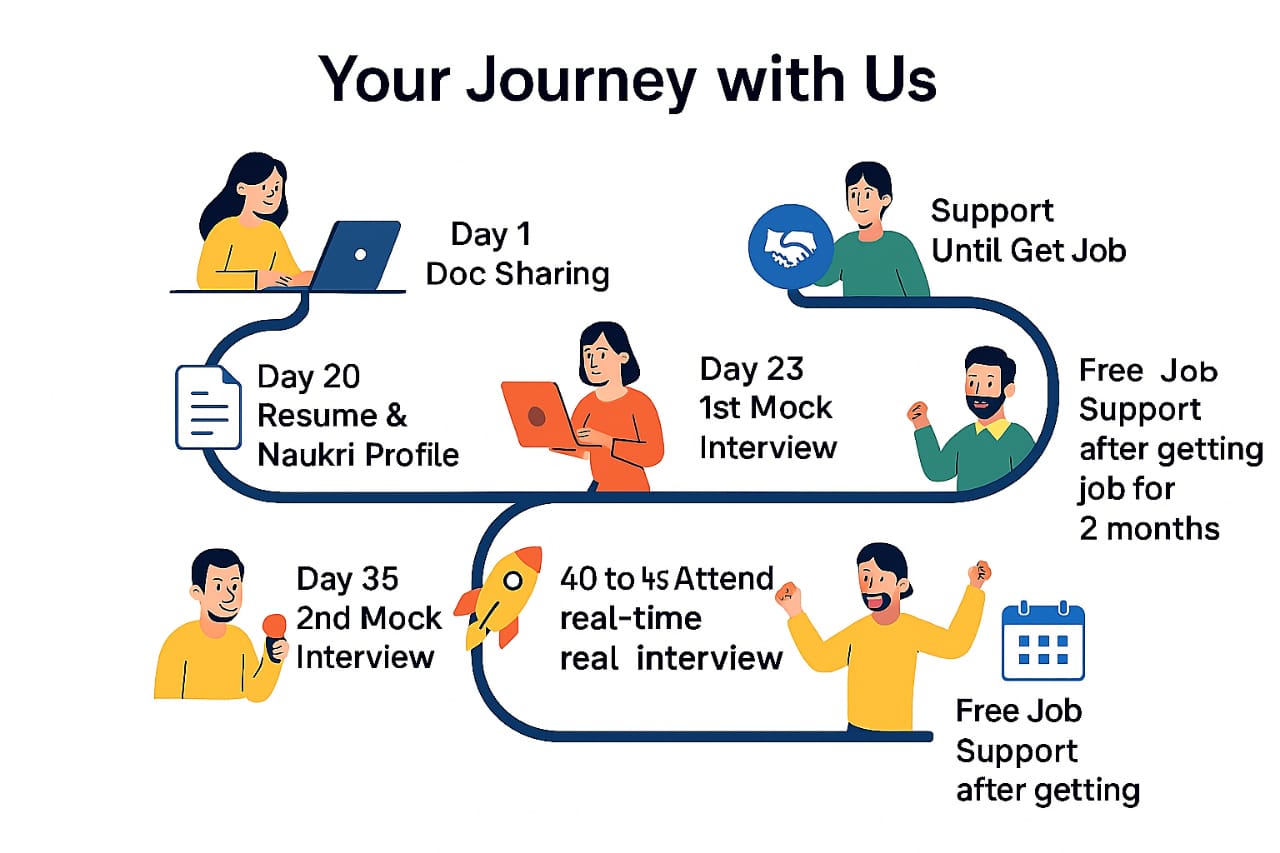 Your Journey with Us
Day 1
Doc Sharing
Support
Until Get Job
Day 20
Resume &
Naukri Profile
Day 23
1st Mock
Interview
Free Job
Support
after getting
job for
2 months
Day 35
2nd Mock
Interview
40 to 45 Attend
real-time
real interview
Free Job
Support
after getting